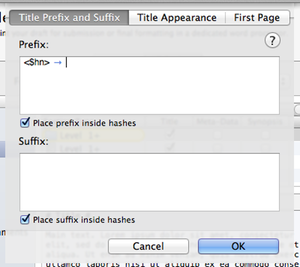 Title Prefix and Suffix Title Appearance First Page
Prefix: ?
<$hn> →
Place prefix inside hashes
Suffix:
Place suffix inside hashes
Cancel OK
ullamco laboris nisi ut aliquip ex ea commodo conse